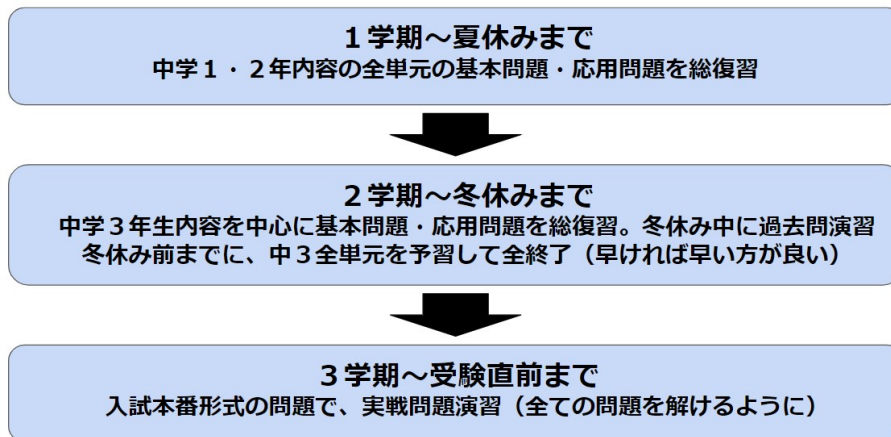 １学期～夏休みまで
中学１・２年内容の全単元の基本問題・応用問題を総復習
２学期～冬休みまで
中学３年生内容を中心に基本問題・応用問題を総復習。冬休み中に過去問演習
冬休み前までに、中３全単元を予習して全終了（早ければ早い方が良い）
３学期～受験直前まで
入試本番形式の問題で、実戦問題演習（全ての問題を解けるように）